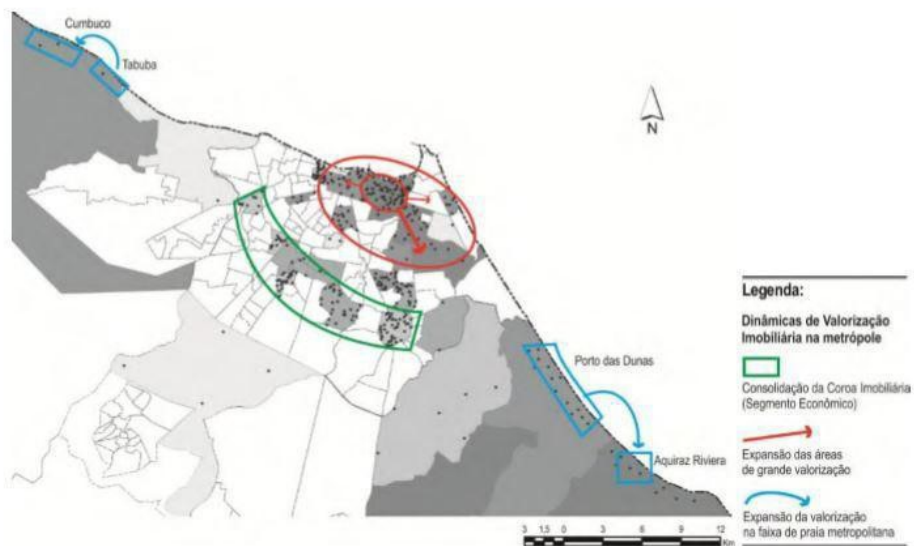 Cumbuco
Tabuba
N
Porto das Dunas
Aquiraz Riviera
Legenda:
Dinâmicas de Valorização
Imobiliária na metrópole
Consolidação da Coroa Imobiliária
(Segmento Econômico)
Expansão das áreas
de grande valorização
Expansão da valorização
na faixa de praia metropolitana
3 1,5 0 3 6 9 12
Km